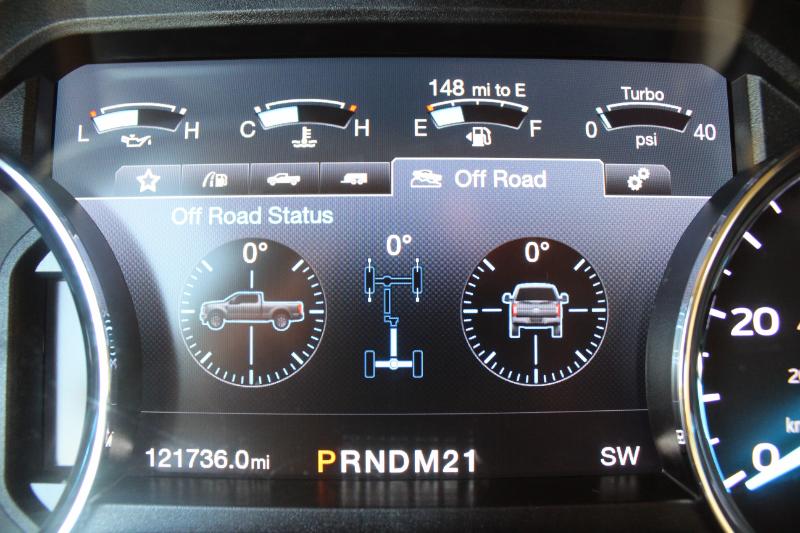 148 mi to E
Turbo
L H C H E F 0 40
psi
Off Road
Off Road Status
0° 0° 0°
20
0
121736.0mi PRNDM21 SW